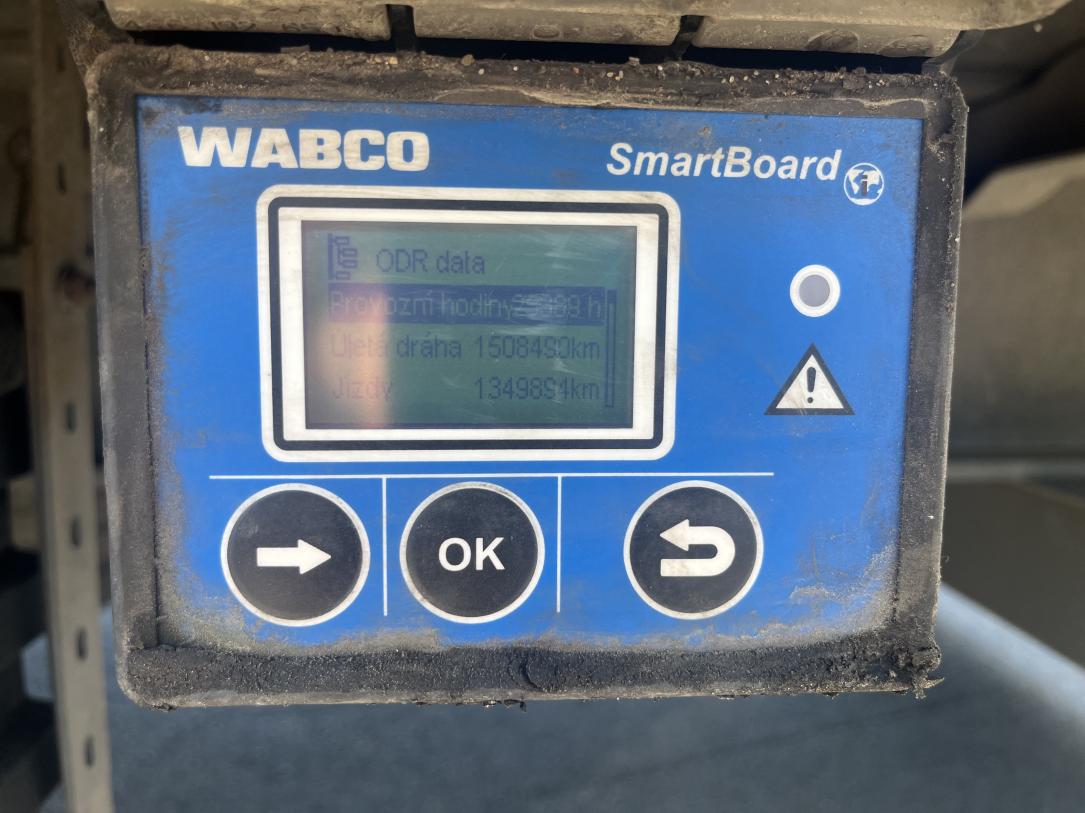 WABCO
SmartBoard
i
ODR data
Provozní hodiny h
Ujetá dráha 1508490km
Jízdy 1349894km
OK